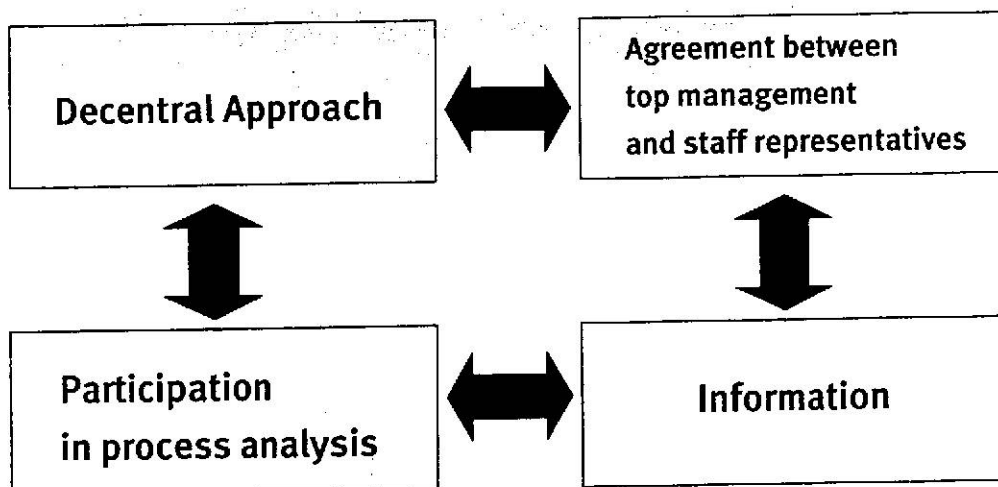 Decentral Approach
Agreement between
top management
and staff representatives
Participation
in process analysis
Information